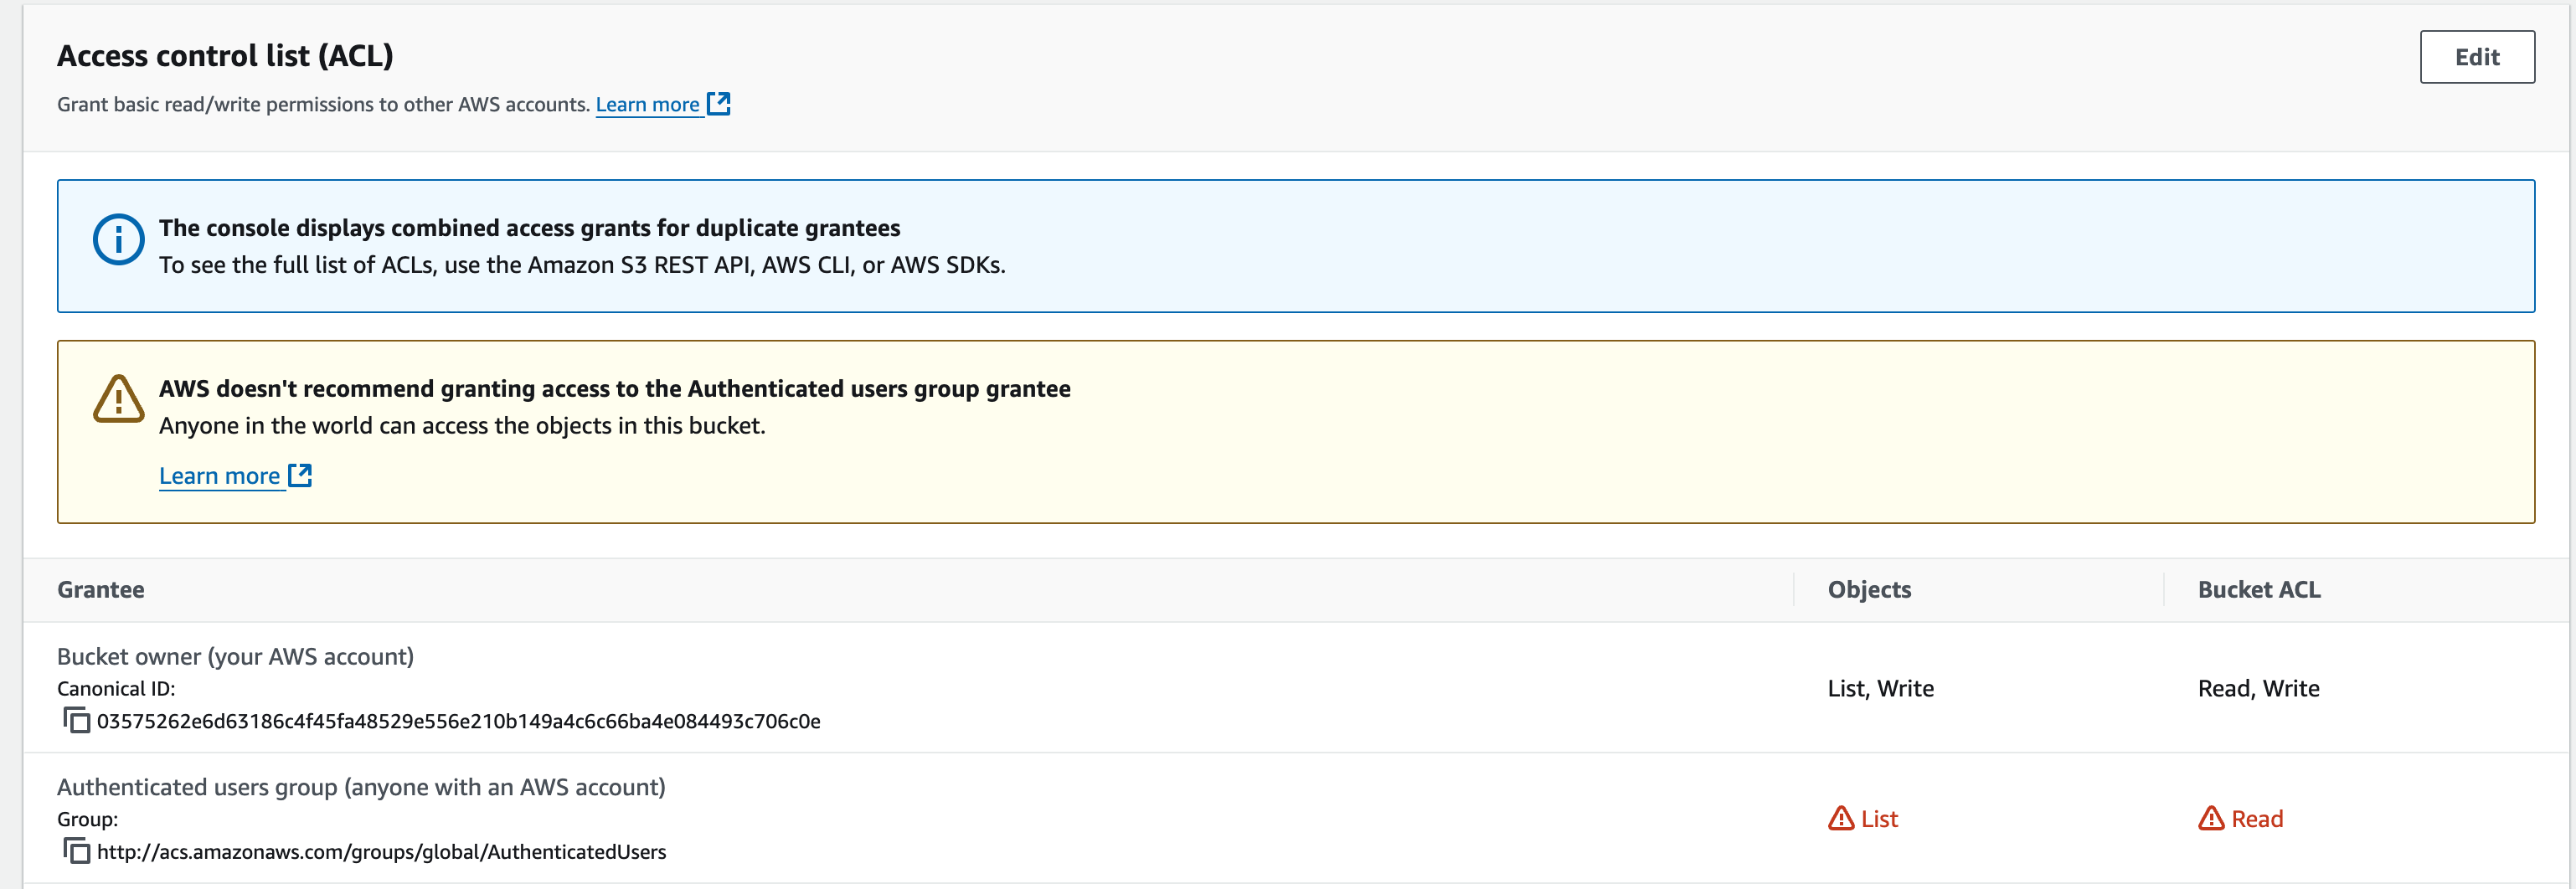 Access control list (ACL)
Edit
Grant basic read/write permissions to other AWS accounts. Learn more
The console displays combined access grants for duplicate grantees
To see the full list of ACLs, use the Amazon S3 REST API, AWS CLI, or AWS SDKs.
AWS doesn't recommend granting access to the Authenticated users group grantee
Anyone in the world can access the objects in this bucket.
Learn more
Grantee Objects Bucket ACL
Bucket owner (your AWS account)
Canonical ID:
03575262e6d63186c4f45fa48529e556e210b149a4c6c66ba4e084493c706c0e
List, Write Read, Write
Authenticated users group (anyone with an AWS account)
Group:
http://acs.amazonaws.com/groups/global/AuthenticatedUsers
List Read